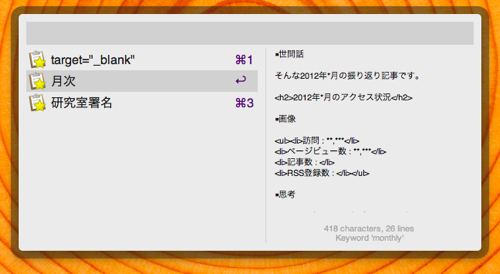 target="_blank" ⌘1
月次 ↩
研究室署名 ⌘3
■世間話
そんな2012年*月の振り返り記事です。
<h2>2012年*月のアクセス状況</h2>
■画像
<ul><li>訪問 : **,***</li>
<li>ページビュー数 : **,***</li>
<li>記事数 : </li>
<li>RSS登録数 : </li></ul>
■思考
418 characters, 26 lines
Keyword 'monthly'